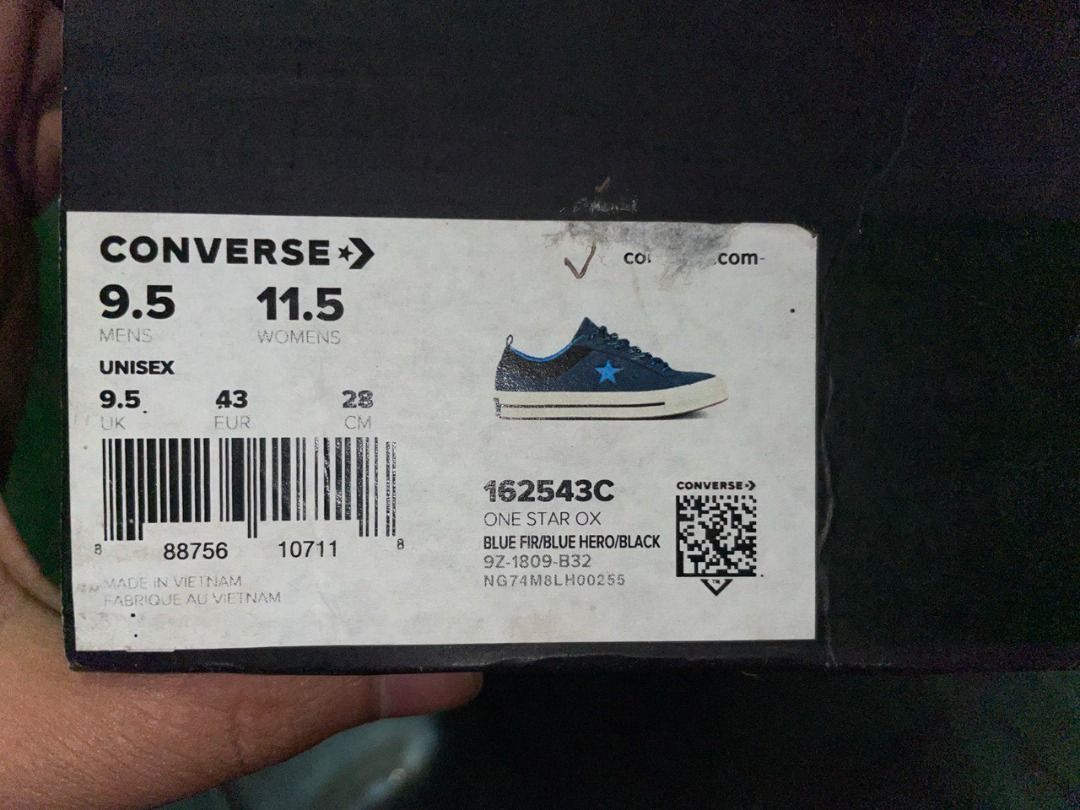 CONVERSE
9.5 11.5
MENS WOMENS
UNISEX
9.5 43 28
UK EUR CM
8 88756 10711 8
MADE IN VIETNAM
FABRIQUE AU VIETNAM
com
162543C
ONE STAR OX
BLUE FIR/BLUE HERO/BLACK
9Z-1809-B32
NG74M8LH00255
CONVERSE